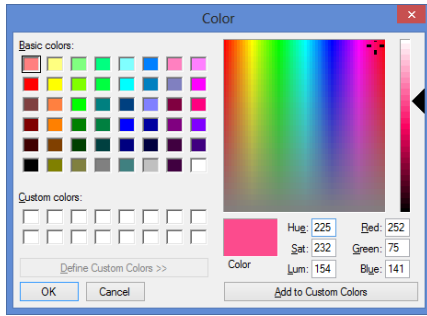 Color
Basic colors:
Custom colors:
Define Custom Colors >>
OK Cancel
Color
Hue: 225 Red: 252
Sat: 232 Green: 75
Lum: 154 Blue: 141
Add to Custom Colors